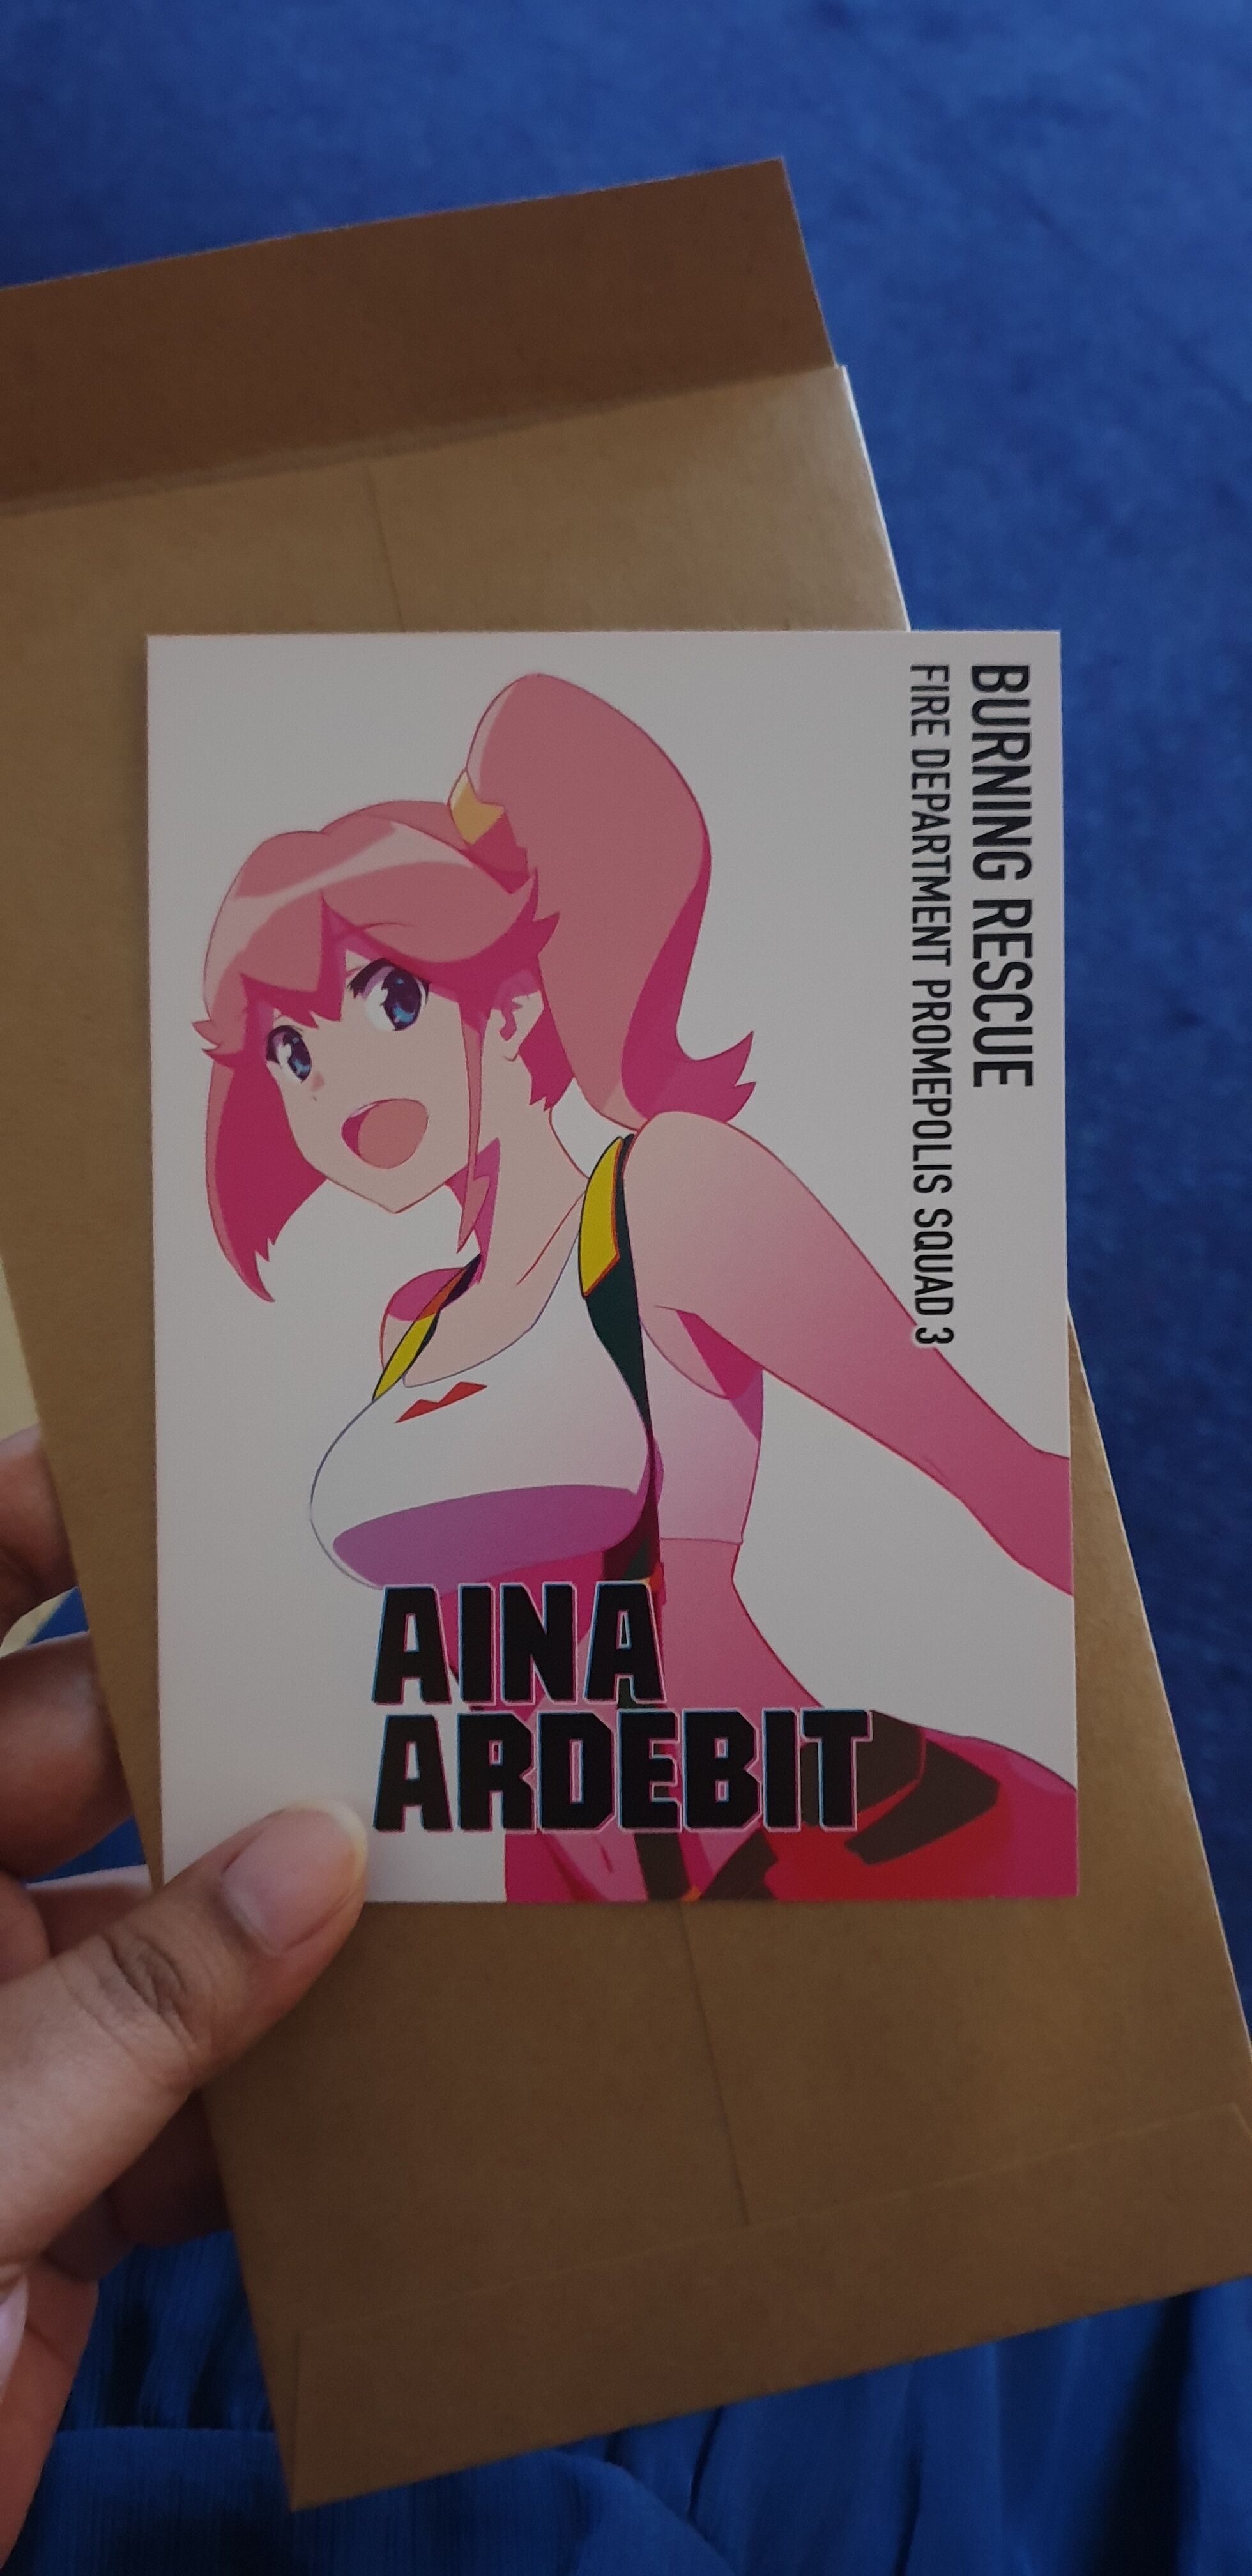 BURNING RESCUE
FIRE DEPARTMENT PROMEPOLIS SQUAD 3
AINA
ARDEBIT